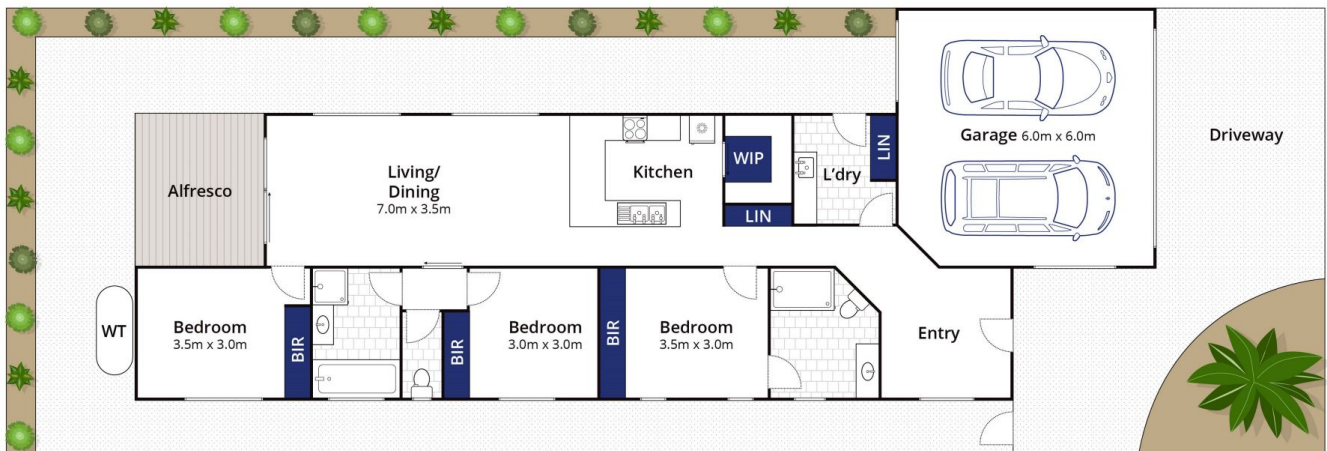 Garage 6.0m x 6.0m
Driveway
Alfresco
Living/
Dining
7.0m x 3.5m
Kitchen
WIP
LIN
L'dry
LIN
WT
Bedroom
3.5m x 3.0m
BIR
BIR
Bedroom
3.0m x 3.0m
BIR
Bedroom
3.5m x 3.0m
Entry